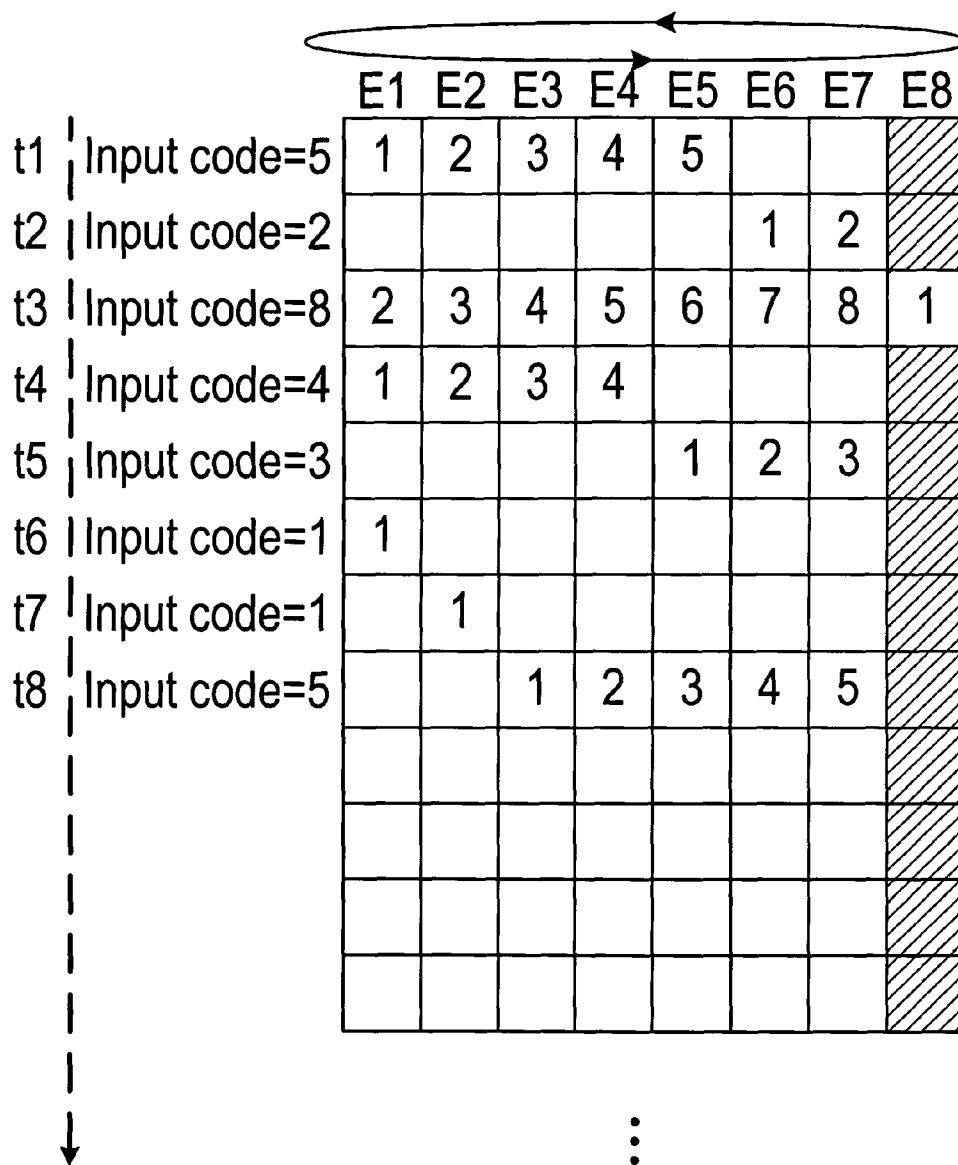 E1 E2 E3 E4 E5 E6 E7 E8
t1 Input code=5 1 2 3 4 5
t2 Input code=2 1 2
t3 Input code=8 2 3 4 5 6 7 8 1
t4 Input code=4 1 2 3 4
t5 Input code=3 1 2 3
t6 Input code=1 1
t7 Input code=1 1
t8 Input code=5 1 2 3 4 5